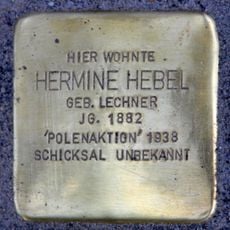 HIER WOHNTE
HERMINE HEBEL
GEB. LECHNER
JG. 1882
'POLENAKTION' 1938
SCHICKSAL UNBEKANNT